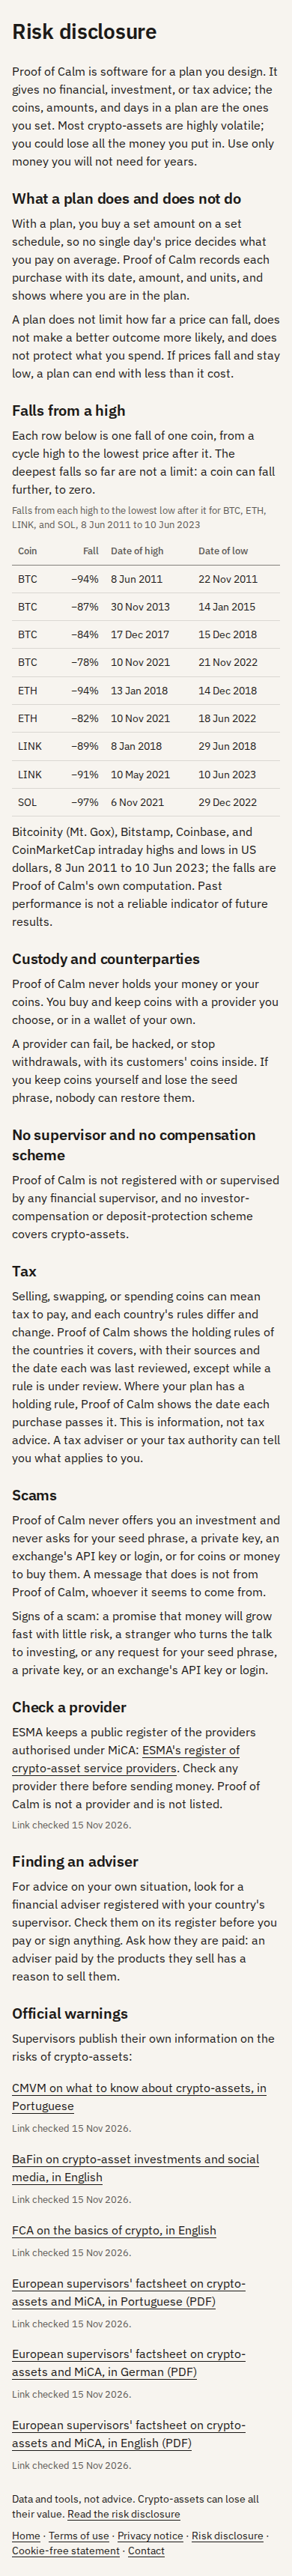 Risk disclosure
Proof of Calm is software for a plan you design. It
gives no financial, investment, or tax advice; the
coins, amounts, and days in a plan are the ones
you set. Most crypto-assets are highly volatile;
you could lose all the money you put in. Use only
money you will not need for years.
What a plan does and does not do
With a plan, you buy a set amount on a set
schedule, so no single day's price decides what
you pay on average. Proof of Calm records each
purchase with its date, amount, and units, and
shows where you are in the plan.
A plan does not limit how far a price can fall, does
not make a better outcome more likely, and does
not protect what you spend. If prices fall and stay
low, a plan can end with less than it cost.
Falls from a high
Each row below is one fall of one coin, from a
cycle high to the lowest price after it. The
deepest falls so far are not a limit: a coin can fall
further, to zero.
Falls from each high to the lowest low after it for BTC, ETH,
LINK, and SOL, 8 Jun 2011 to 10 Jun 2023
Coin Fall Date of high Date of low
BTC −94% 8 Jun 2011 22 Nov 2011
BTC −87% 30 Nov 2013 14 Jan 2015
BTC −84% 17 Dec 2017 15 Dec 2018
BTC −78% 10 Nov 2021 21 Nov 2022
ETH −94% 13 Jan 2018 14 Dec 2018
ETH −82% 10 Nov 2021 18 Jun 2022
LINK −89% 8 Jan 2018 29 Jun 2018
LINK −91% 10 May 2021 10 Jun 2023
SOL −97% 6 Nov 2021 29 Dec 2022
Bitcoinity (Mt. Gox), Bitstamp, Coinbase, and
CoinMarketCap intraday highs and lows in US
dollars, 8 Jun 2011 to 10 Jun 2023; the falls are
Proof of Calm's own computation. Past
performance is not a reliable indicator of future
results.
Custody and counterparties
Proof of Calm never holds your money or your
coins. You buy and keep coins with a provider you
choose, or in a wallet of your own.
A provider can fail, be hacked, or stop
withdrawals, with its customers' coins inside. If
you keep coins yourself and lose the seed
phrase, nobody can restore them.
No supervisor and no compensation
scheme
Proof of Calm is not registered with or supervised
by any financial supervisor, and no investor-
compensation or deposit-protection scheme
covers crypto-assets.
Tax
Selling, swapping, or spending coins can mean
tax to pay, and each country's rules differ and
change. Proof of Calm shows the holding rules of
the countries it covers, with their sources and
the date each was last reviewed, except while a
rule is under review. Where your plan has a
holding rule, Proof of Calm shows the date each
purchase passes it. This is information, not tax
advice. A tax adviser or your tax authority can tell
you what applies to you.
Scams
Proof of Calm never offers you an investment and
never asks for your seed phrase, a private key, an
exchange's API key or login, or for coins or money
to buy them. A message that does is not from
Proof of Calm, whoever it seems to come from.
Signs of a scam: a promise that money will grow
fast with little risk, a stranger who turns the talk
to investing, or any request for your seed phrase,
a private key, or an exchange's API key or login.
Check a provider
ESMA keeps a public register of the providers
authorised under MiCA: ESMA's register of
crypto-asset service providers. Check any
provider there before sending money. Proof of
Calm is not a provider and is not listed.
Link checked 15 Nov 2026.
Finding an adviser
For advice on your own situation, look for a
financial adviser registered with your country's
supervisor. Check them on its register before you
pay or sign anything. Ask how they are paid: an
adviser paid by the products they sell has a
reason to sell them.
Official warnings
Supervisors publish their own information on the
risks of crypto-assets:
CMVM on what to know about crypto-assets, in
Portuguese
Link checked 15 Nov 2026.
BaFin on crypto-asset investments and social
media, in English
Link checked 15 Nov 2026.
FCA on the basics of crypto, in English
Link checked 15 Nov 2026.
European supervisors' factsheet on crypto-
assets and MiCA, in Portuguese (PDF)
Link checked 15 Nov 2026.
European supervisors' factsheet on crypto-
assets and MiCA, in German (PDF)
Link checked 15 Nov 2026.
European supervisors' factsheet on crypto-
assets and MiCA, in English (PDF)
Link checked 15 Nov 2026.
Data and tools, not advice. Crypto-assets can lose all
their value. Read the risk disclosure
Home · Terms of use · Privacy notice · Risk disclosure ·
Cookie-free statement · Contact